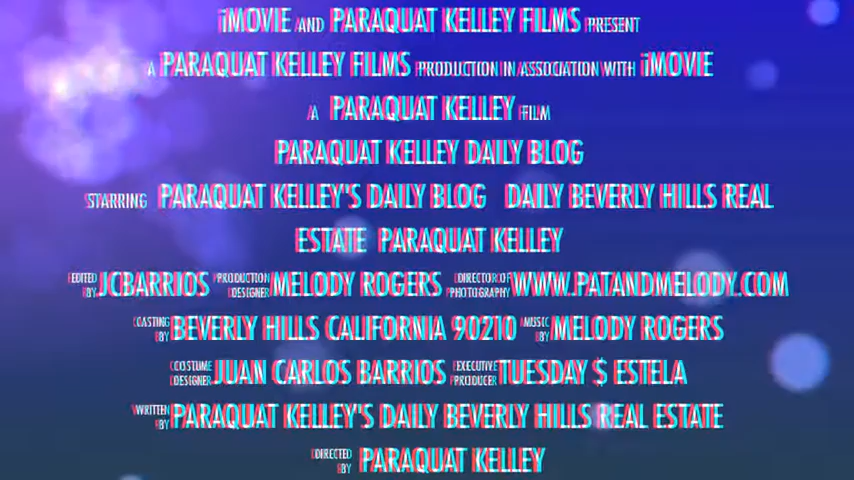 iMOVIE AND PARAQUAT KELLEY FILMS PRESENT
A PARAQUAT KELLEY FILMS PRODUCTION IN ASSOCIATION WITH iMOVIE
A PARAQUAT KELLEY FILM
PARAQUAT KELLEY DAILY BLOG
STARRING PARAQUAT KELLEY'S DAILY BLOG DAILY BEVERLY HILLS REAL
ESTATE PARAQUAT KELLEY
EDITED BY JCBARRIOS PRODUCTION DESIGNER MELODY ROGERS DIRECTOR OF PHOTOGRAPHY WWW.PATANDMELODY.COM
CASTING BY BEVERLY HILLS CALIFORNIA 90210 MUSIC BY MELODY ROGERS
COSTUME DESIGNER JUAN CARLOS BARRIOS EXECUTIVE PRODUCER TUESDAY $ ESTELA
WRITTEN BY PARAQUAT KELLEY'S DAILY BEVERLY HILLS REAL ESTATE
DIRECTED BY PARAQUAT KELLEY